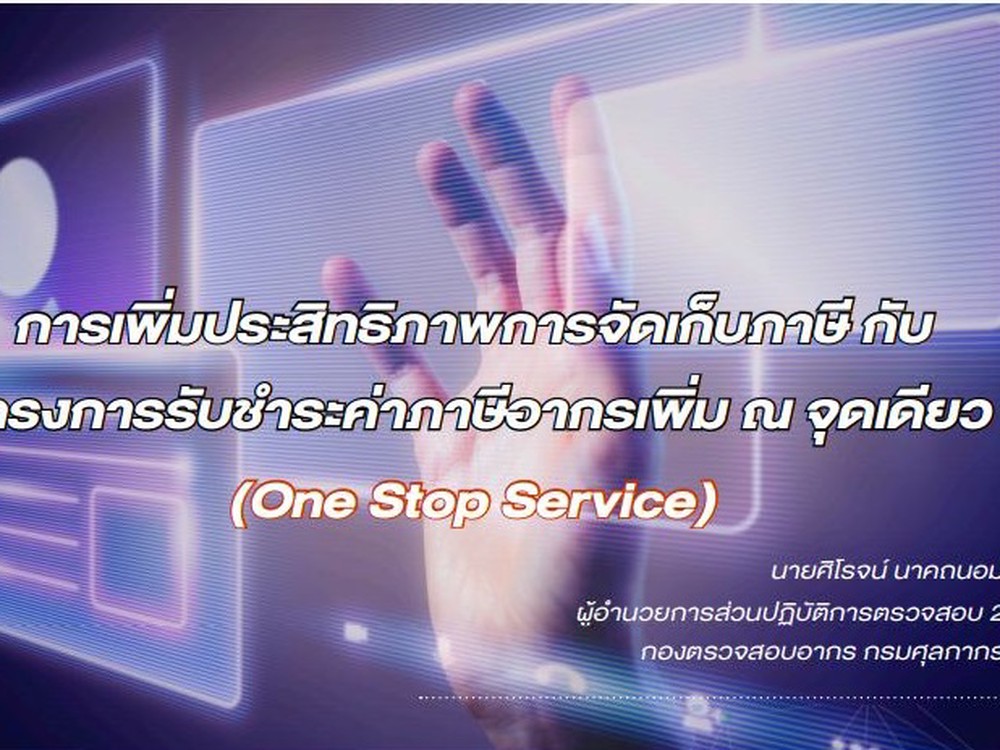 การเพิ่มประสิทธิภาพการจัดเก็บภาษี กับ
โครงการรับชำระค่าภาษีอากรเพิ่ม ณ จุดเดียว
(One Stop Service)
นายศิโรจน์ นาคถนอม
ผู้อำนวยการส่วนปฏิบัติการตรวจสอบ 2
กองตรวจสอบอากร กรมศุลกากร